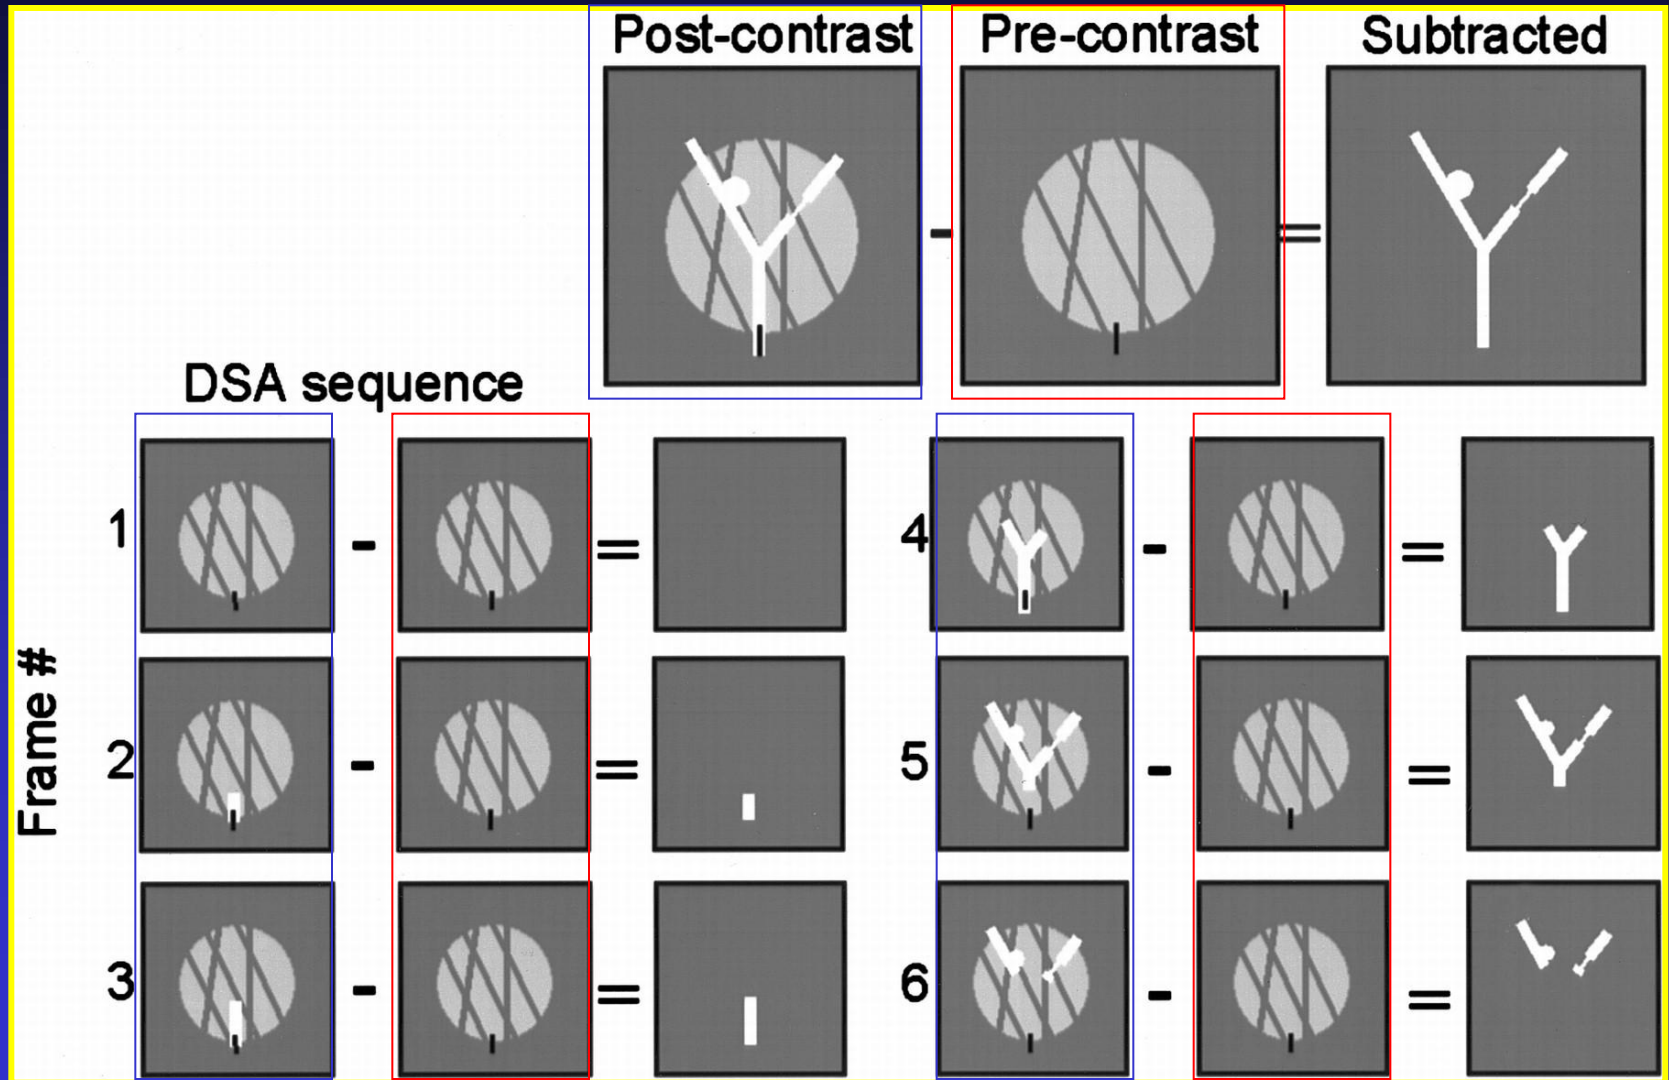 Post-contrast - Pre-contrast = Subtracted
DSA sequence
Frame #
1 - =
4 - =
2 - =
5 - =
3 - =
6 - =